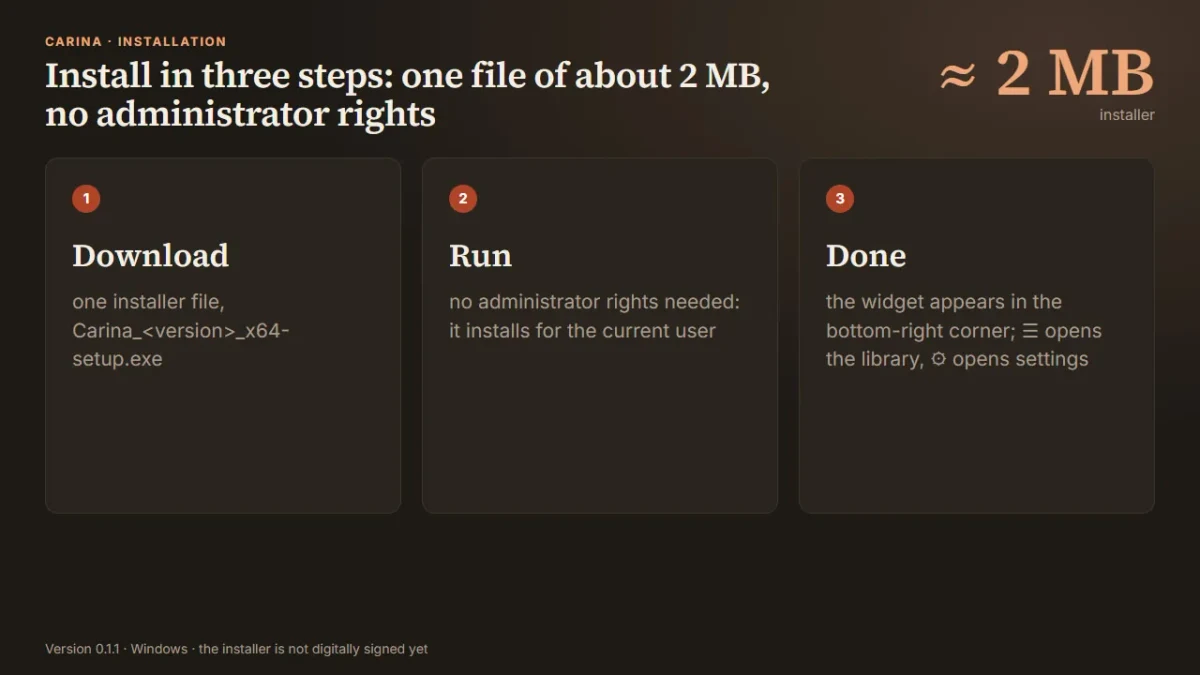 CARINA · INSTALLATION
Install in three steps: one file of about 2 MB,
no administrator rights
≈ 2 MB
installer
1
Download
one installer file,
Carina_<version>_x64-
setup.exe
2
Run
no administrator rights needed:
it installs for the current user
3
Done
the widget appears in the
bottom-right corner; ☰ opens
the library, ⚙ opens settings
Version 0.1.1 · Windows · the installer is not digitally signed yet